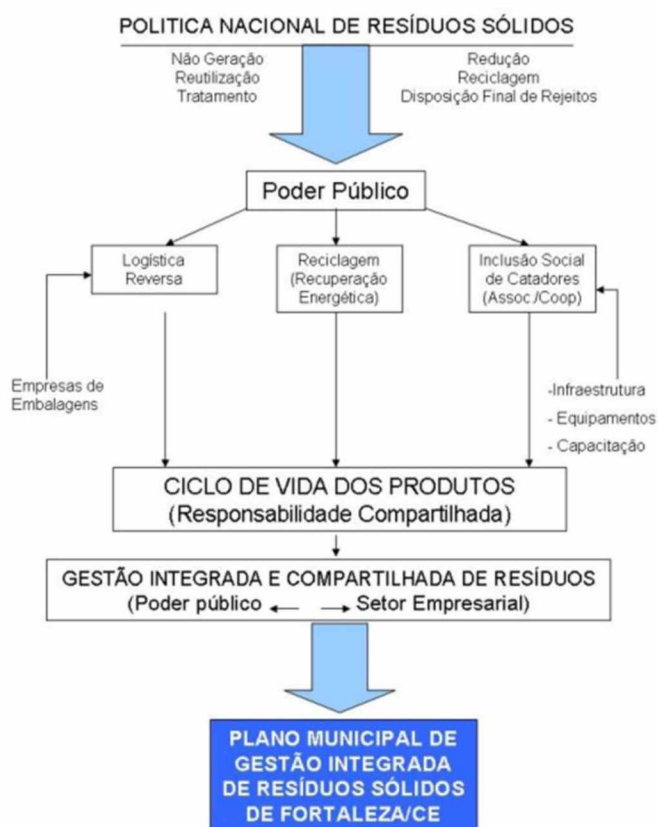 POLITICA NACIONAL DE RESÍDUOS SÓLIDOS
Não Geração
Reutilização
Tratamento
Redução
Reciclagem
Disposição Final de Rejeitos
Poder Público
Logística
Reversa
Reciclagem
(Recuperação
Energética)
Inclusão Social
de Catadores
(Assoc./Coop)
Empresas de
Embalagens
-Infraestrutura
- Equipamentos
- Capacitação
CICLO DE VIDA DOS PRODUTOS
(Responsabilidade Compartilhada)
GESTÃO INTEGRADA E COMPARTILHADA DE RESÍDUOS
(Poder público Setor Empresarial)
PLANO MUNICIPAL DE
GESTÃO INTEGRADA
DE RESÍDUOS SÓLIDOS
DE FORTALEZA/CE